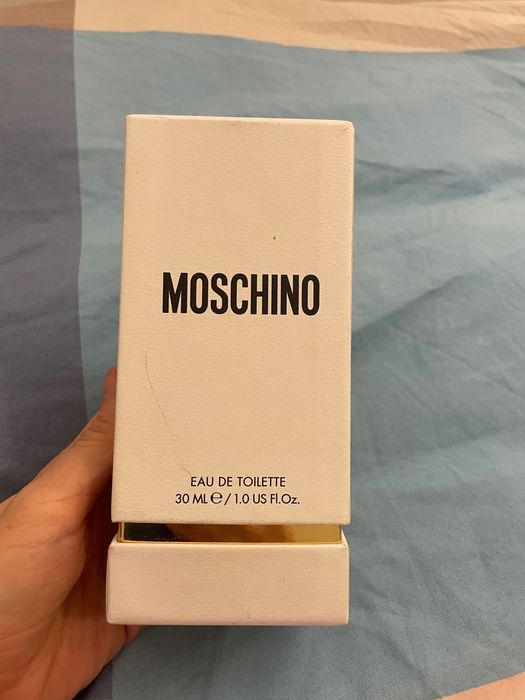 MOSCHINO
EAU DE TOILETTE
30 ML ℮ / 1.0 US Fl.Oz.